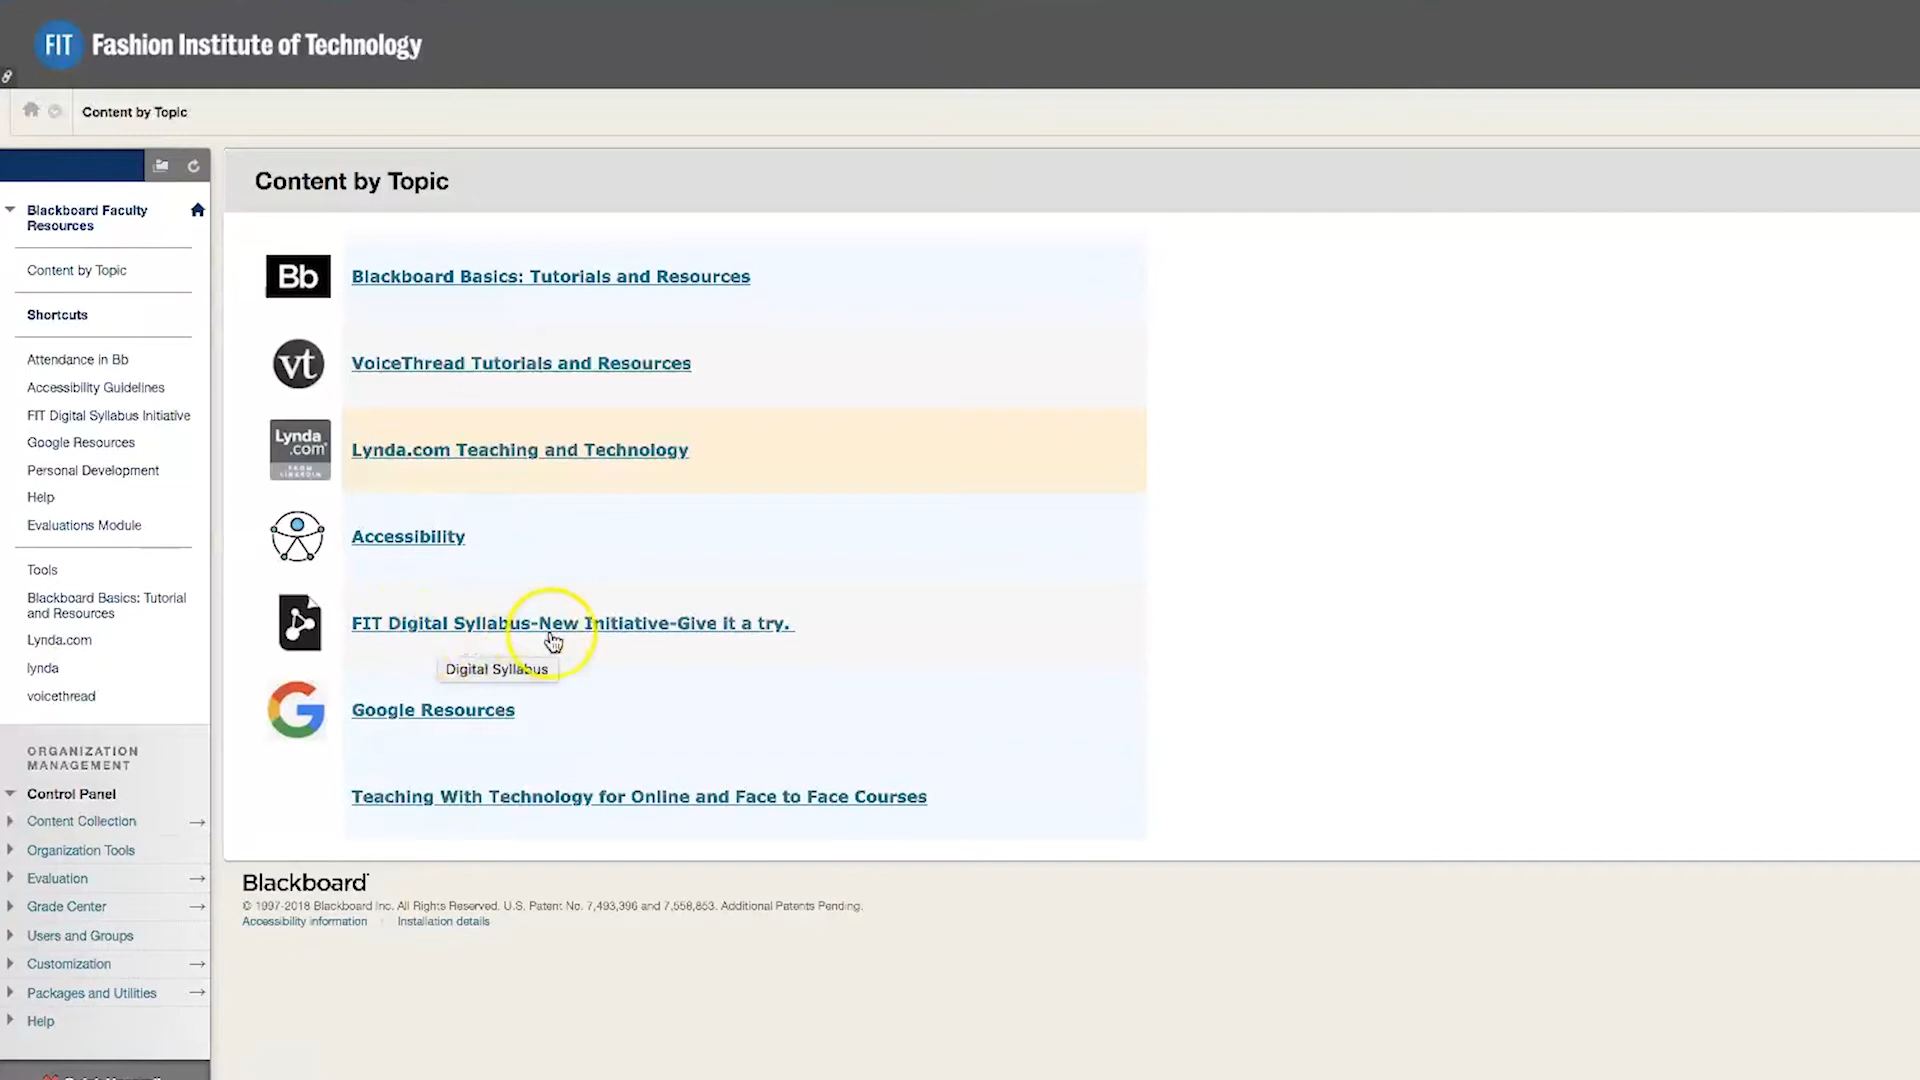 FIT Fashion Institute of Technology
Content by Topic
Blackboard Faculty
Resources
Content by Topic
Shortcuts
Attendance in Bb
Accessibility Guidelines
FIT Digital Syllabus Initiative
Google Resources
Personal Development
Help
Evaluations Module
Tools
Blackboard Basics: Tutorial
and Resources
Lynda.com
lynda
voicethread
ORGANIZATION
MANAGEMENT
Control Panel
Content Collection
Organization Tools
Evaluation
Grade Center
Users and Groups
Customization
Packages and Utilities
Help
Content by Topic
Bb
Blackboard Basics: Tutorials and Resources
vt
VoiceThread Tutorials and Resources
Lynda
.com
FROM LINKEDIN
Lynda.com Teaching and Technology
Accessibility
FIT Digital Syllabus-New Initiative-Give it a try.
Digital Syllabus
G
Google Resources
Teaching With Technology for Online and Face to Face Courses
Blackboard
© 1997-2018 Blackboard Inc. All Rights Reserved. U.S. Patent No. 7,493,396 and 7,558,853. Additional Patents Pending.
Accessibility information
Installation details